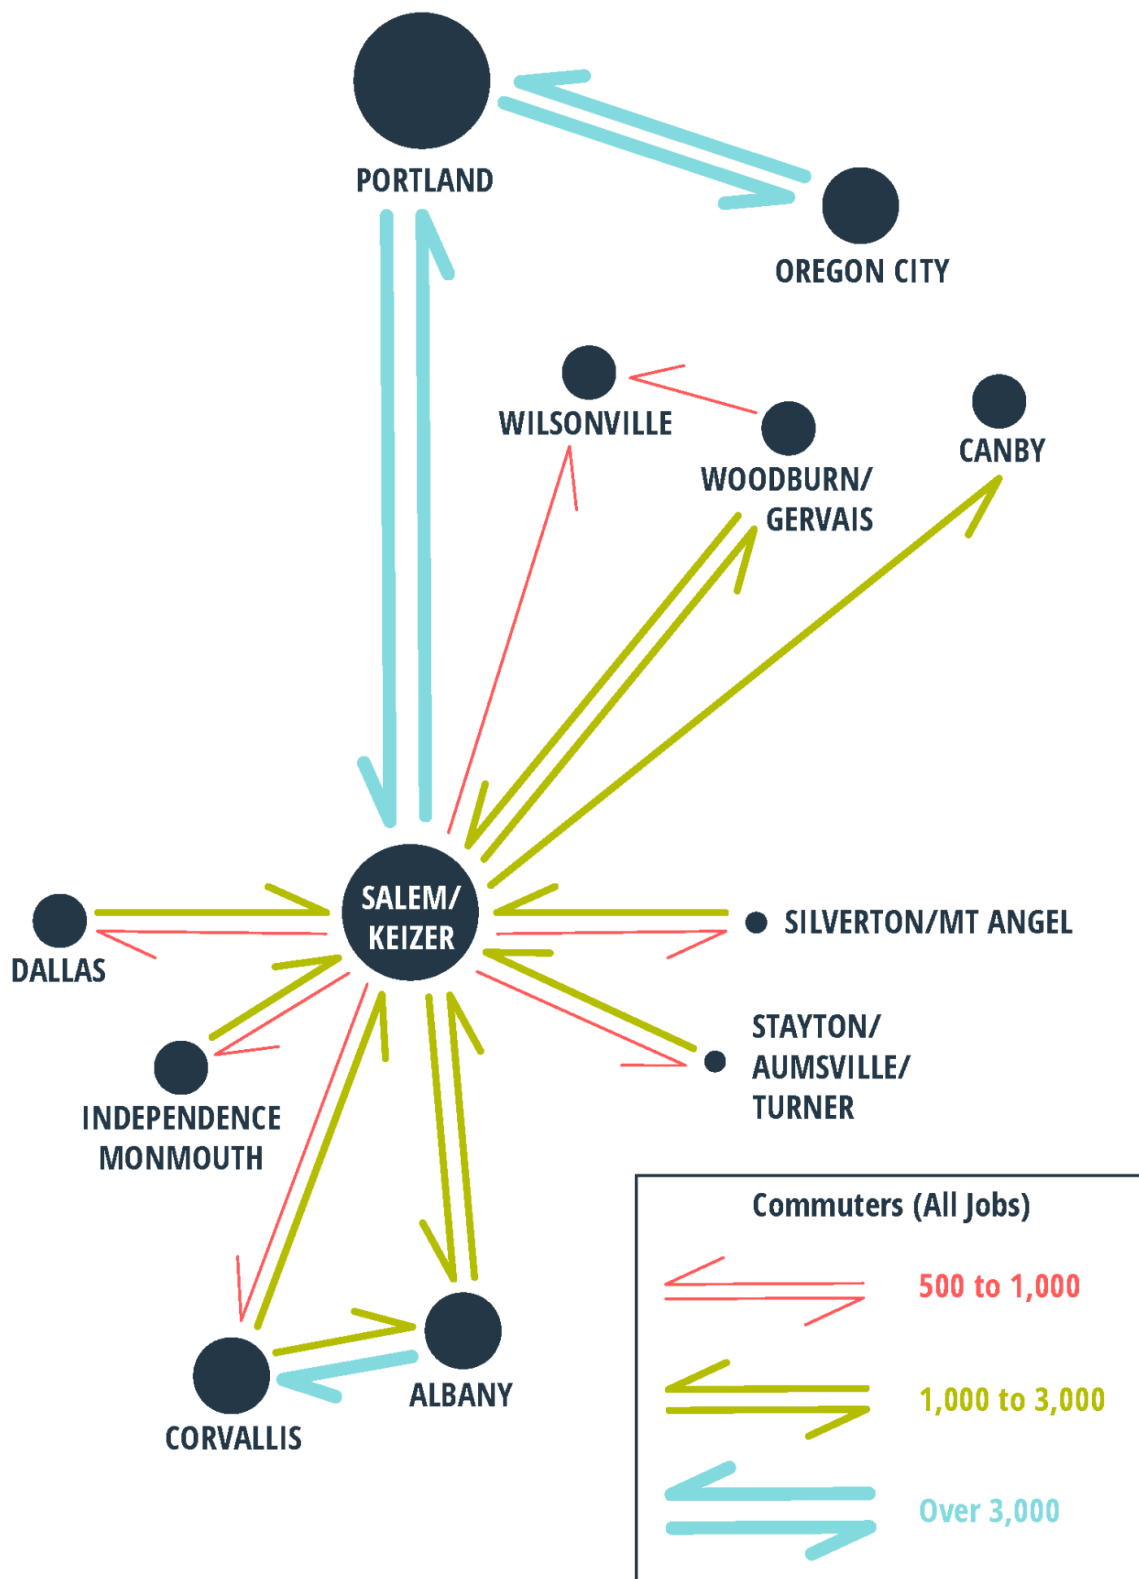 PORTLAND
OREGON CITY
WILSONVILLE
CANBY
WOODBURN/
GERVAIS
SALEM/
KEIZER
DALLAS
SILVERTON/MT ANGEL
STAYTON/
AUMSVILLE/
TURNER
INDEPENDENCE
MONMOUTH
ALBANY
CORVALLIS
Commuters (All Jobs)
500 to 1,000
1,000 to 3,000
Over 3,000